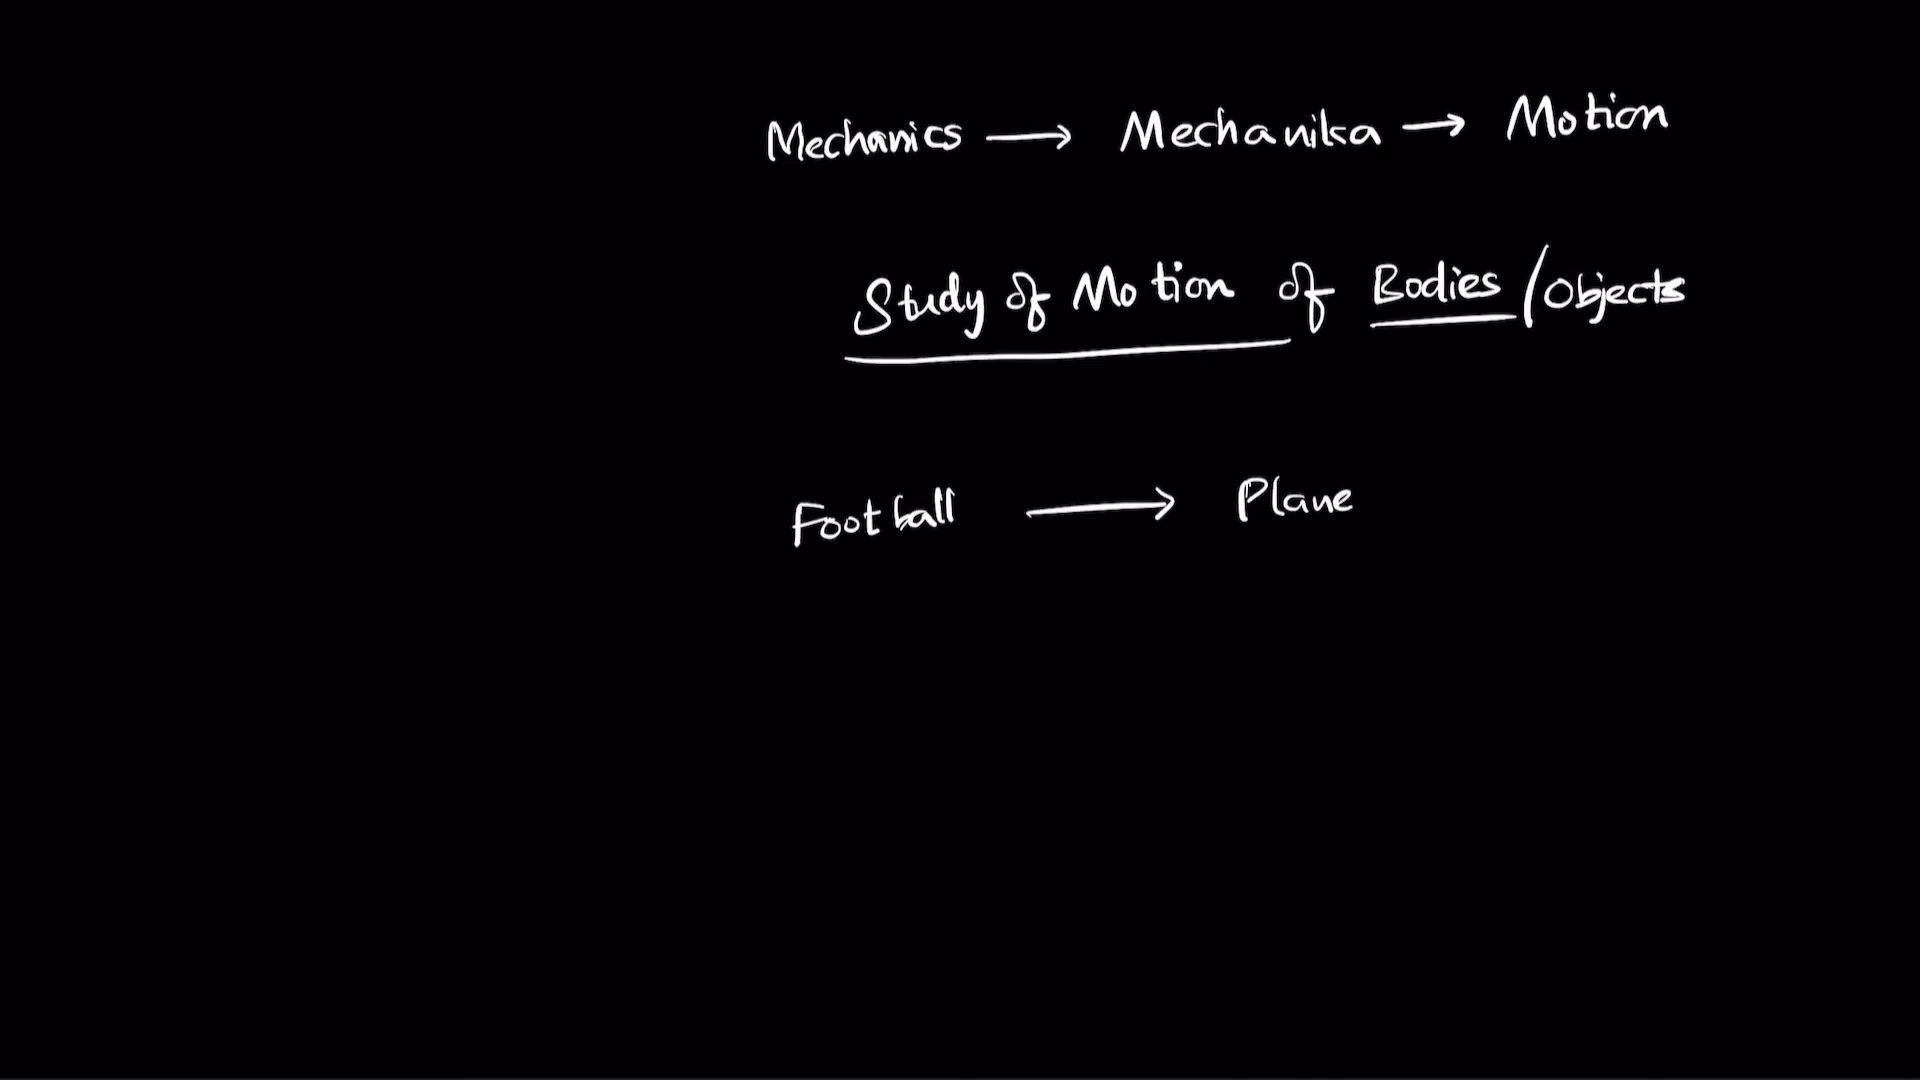 Mechanics → Mechanika → Motion
Study of Motion of Bodies / Objects
Football → Plane